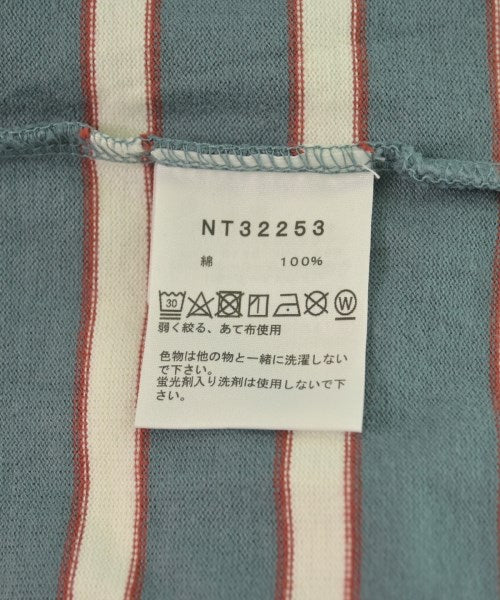 NT32253
綿 100%
30 W
弱く絞る、あて布使用
色物は他の物と一緒に洗濯しない
で下さい。
蛍光剤入り洗剤は使用しないで下
さい。